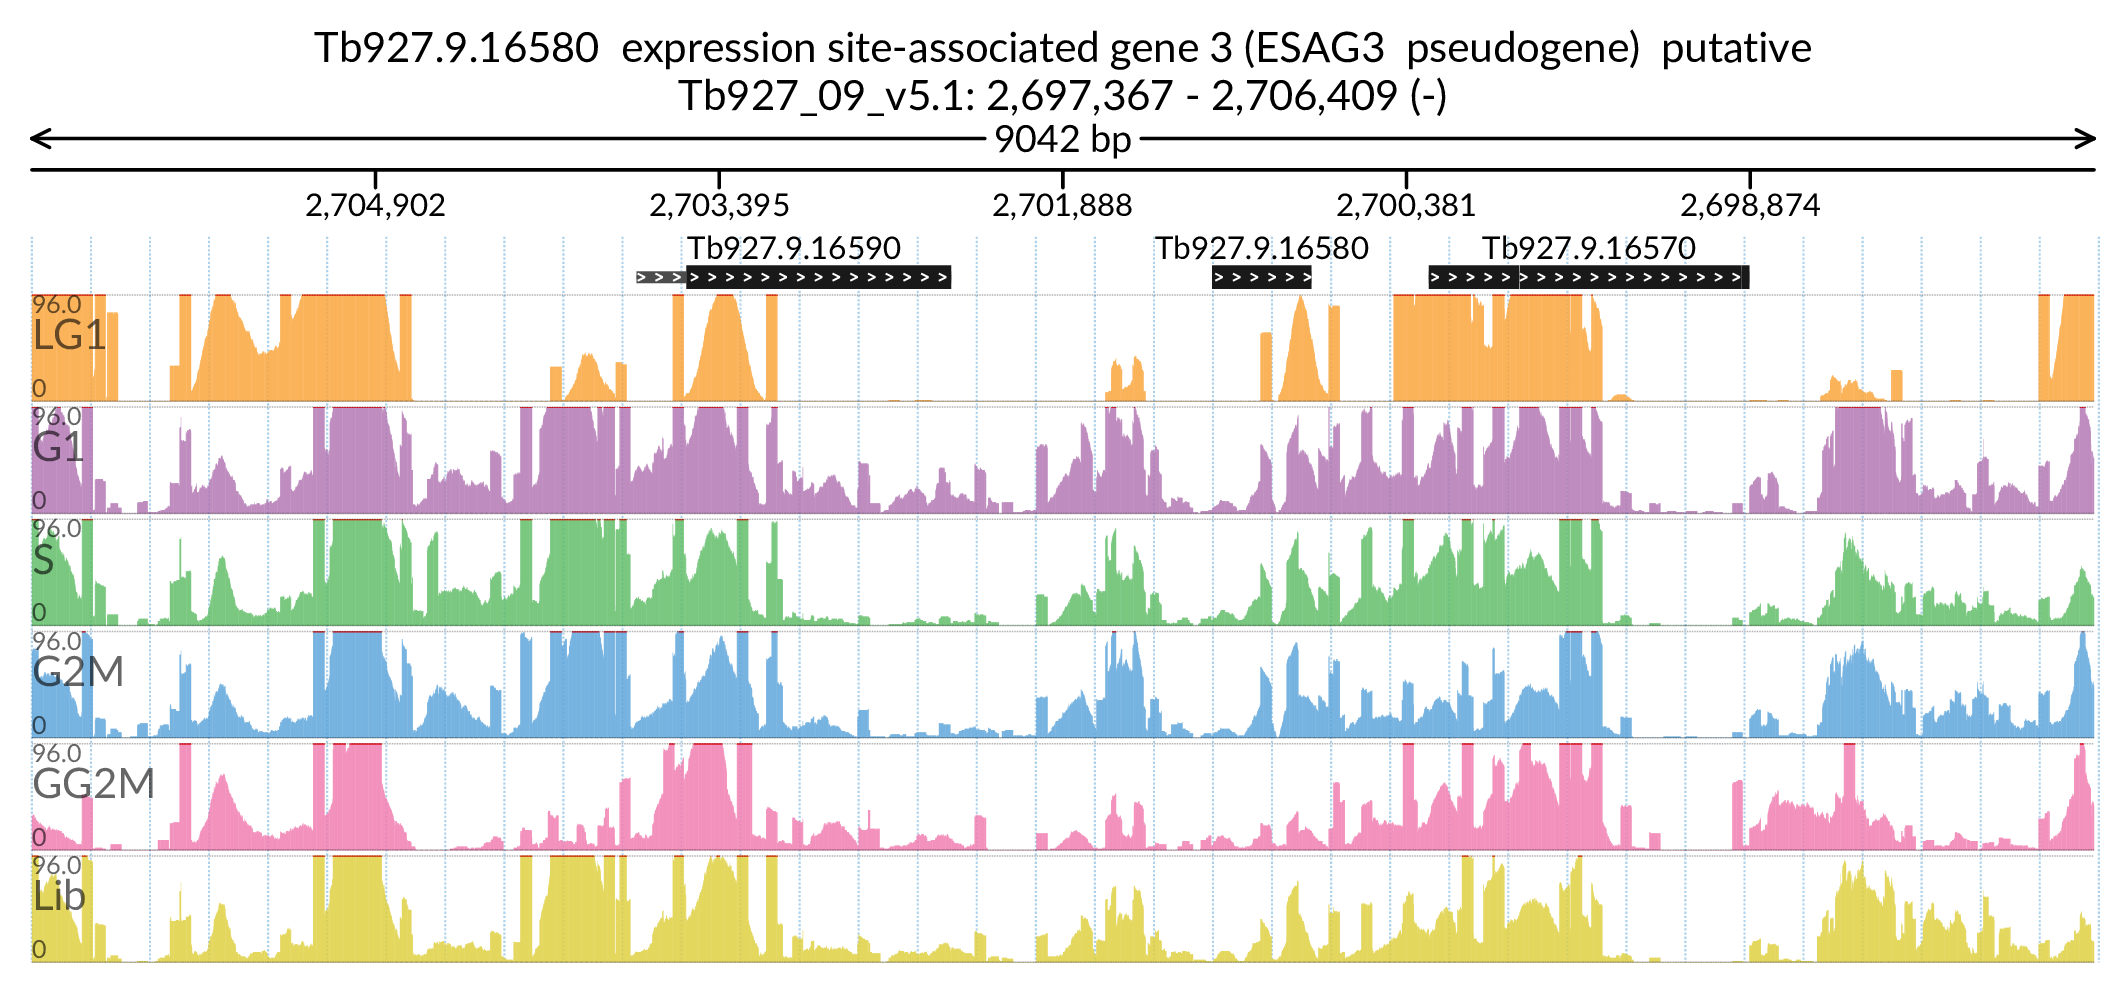 Tb927.9.16580 expression site-associated gene 3 (ESAG3 pseudogene) putative
Tb927_09_v5.1: 2,697,367 - 2,706,409 (-)
9042 bp
2,704,902 2,703,395 2,701,888 2,700,381 2,698,874
Tb927.9.16590 Tb927.9.16580 Tb927.9.16570
96.0
LG1
0
96.0
G1
0
96.0
S
0
96.0
G2M
0
96.0
GG2M
0
96.0
Lib
0